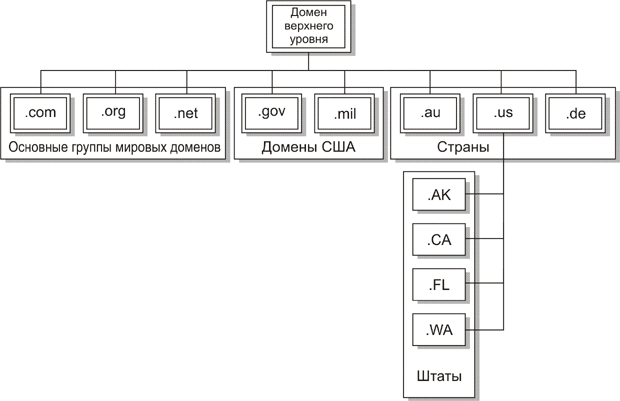 Домен
верхнего
уровня
.com .org .net .gov .mil .au .us .de
Основные группы мировых доменов Домены США Страны
.AK
.CA
.FL
.WA
Штаты